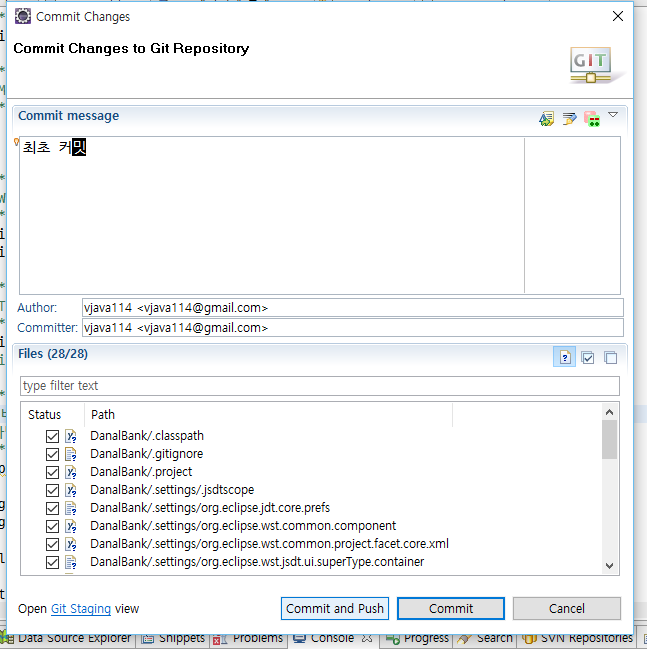 Commit Changes
Commit Changes to Git Repository
GIT
Commit message
최초 커밋
Author: vjava114 <vjava114@gmail.com>
Committer: vjava114 <vjava114@gmail.com>
Files (28/28)
type filter text
Status Path
DanalBank/.classpath
DanalBank/.gitignore
DanalBank/.project
DanalBank/.settings/.jsdtscope
DanalBank/.settings/org.eclipse.jdt.core.prefs
DanalBank/.settings/org.eclipse.wst.common.component
DanalBank/.settings/org.eclipse.wst.common.project.facet.core.xml
DanalBank/.settings/org.eclipse.wst.jsdt.ui.superType.container
Open Git Staging view Commit and Push Commit Cancel
Data Source Explorer Snippets Problems Console Progress Search SVN Repositories